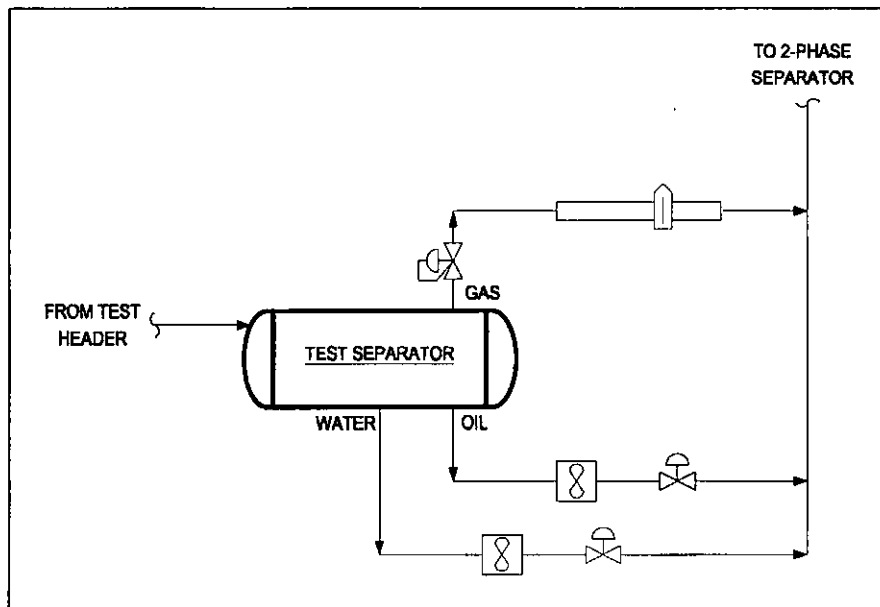 TO 2-PHASE
SEPARATOR
GAS
FROM TEST
HEADER
TEST SEPARATOR
WATER
OIL